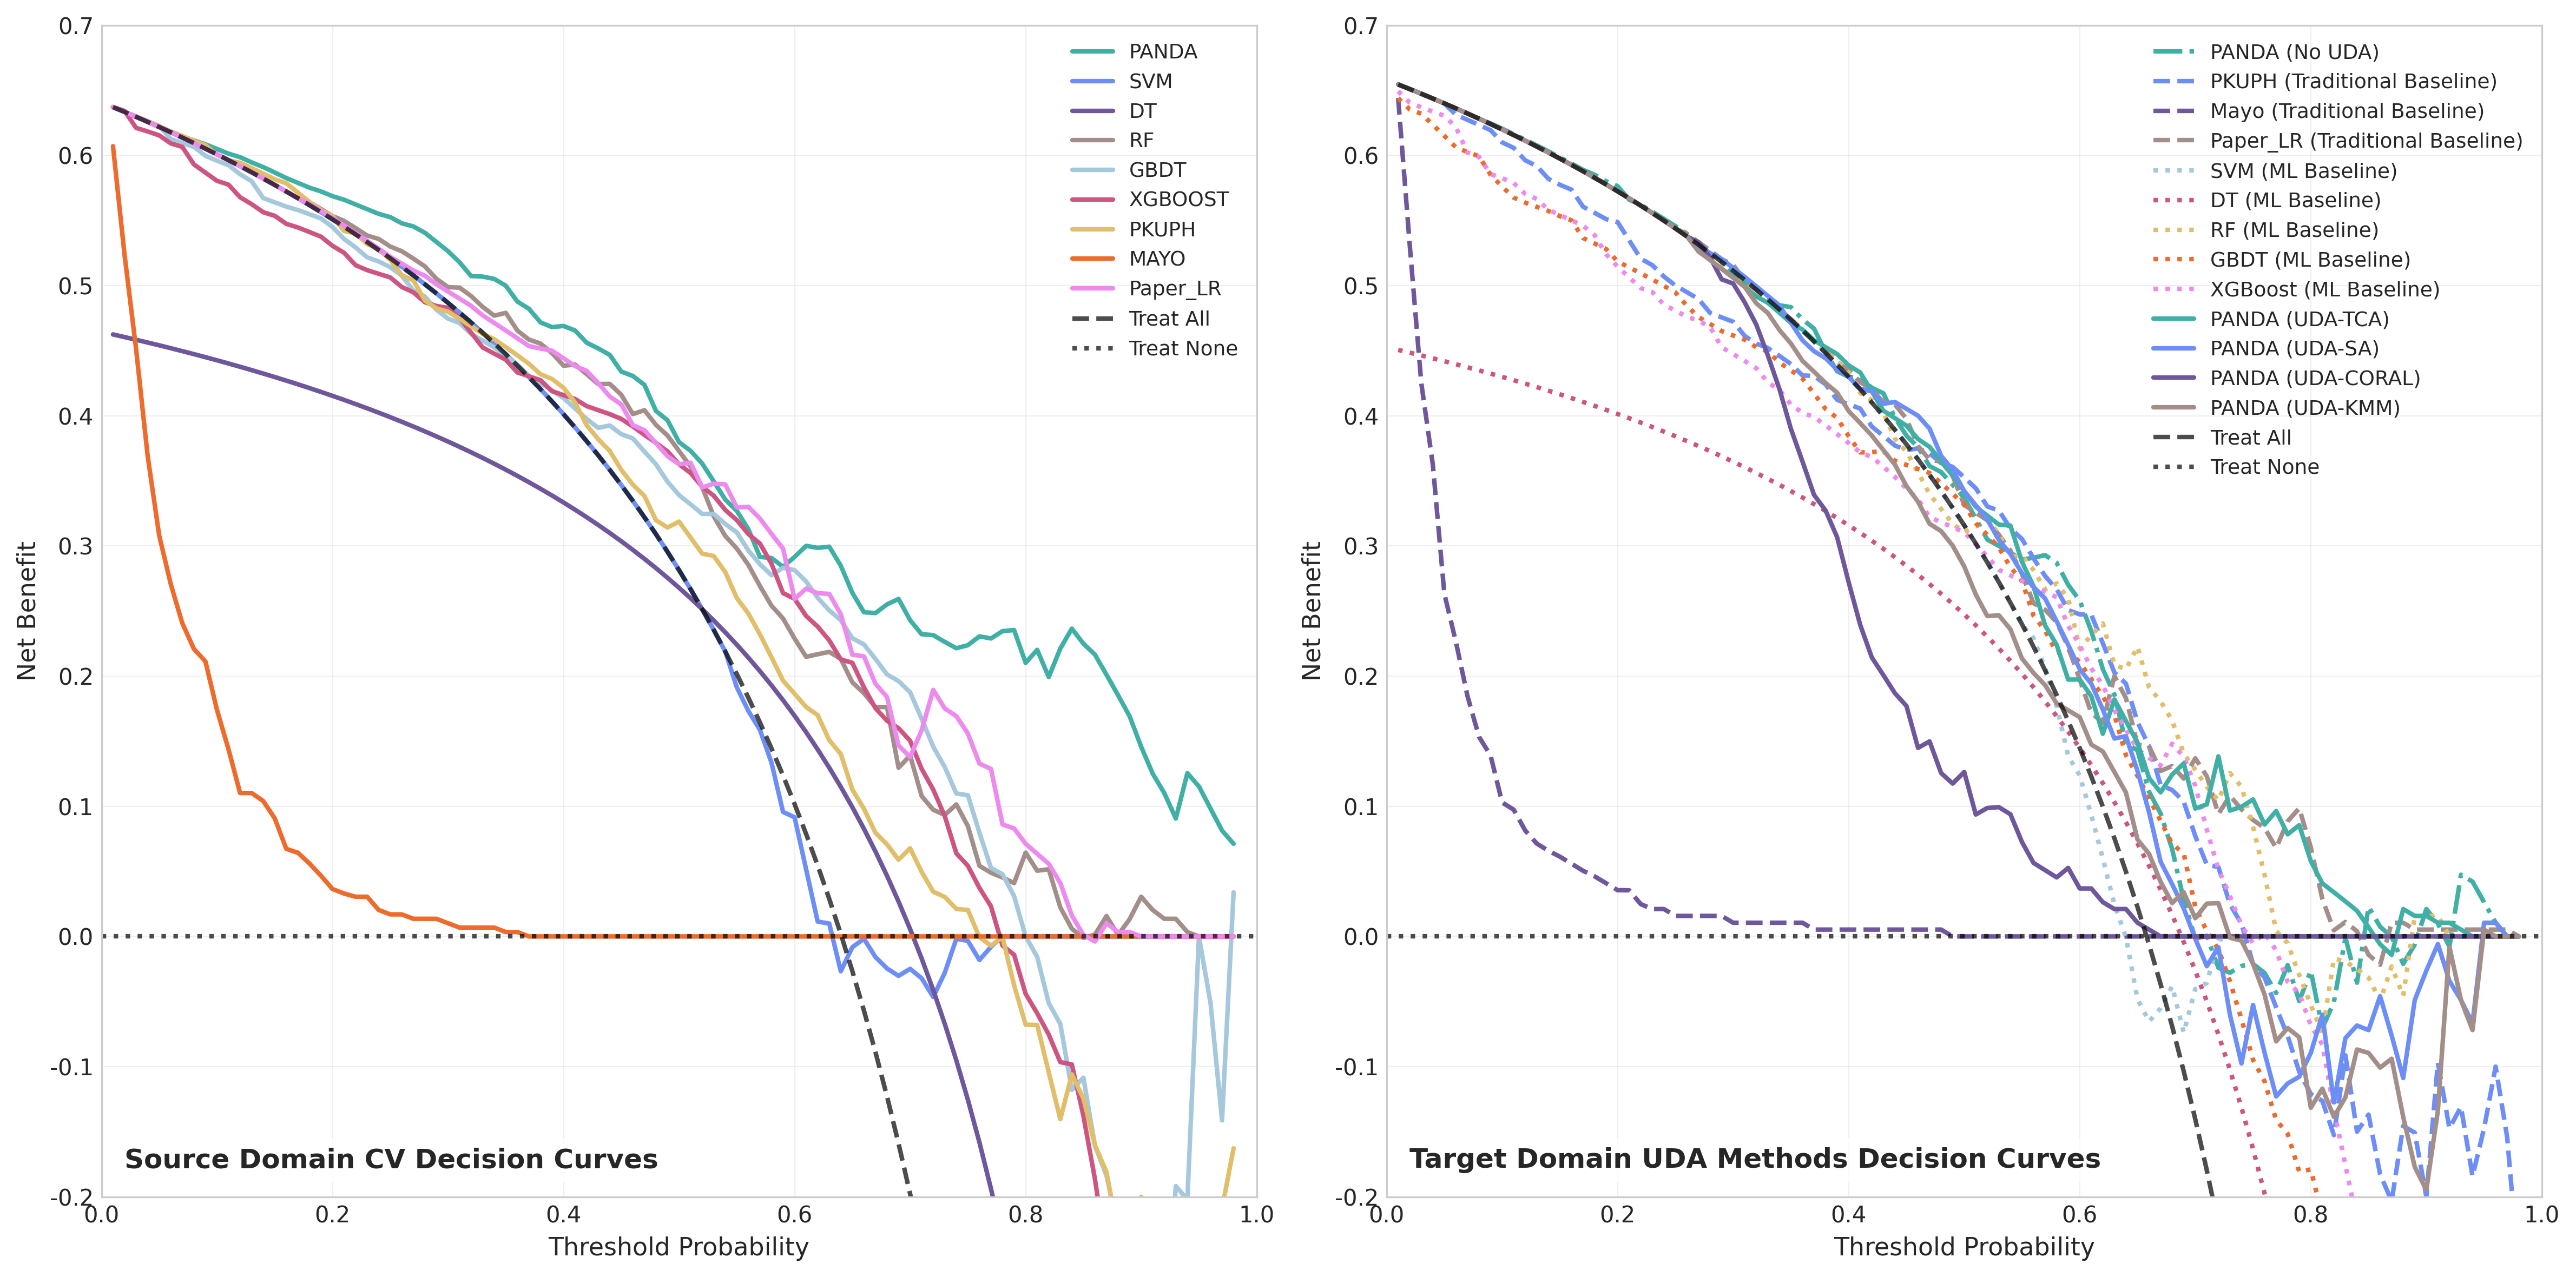 0.7
0.6
0.5
0.4
0.3
0.2
0.1
0.0
-0.1
-0.2
Net Benefit
PANDA
SVM
DT
RF
GBDT
XGBOOST
PKUPH
MAYO
Paper_LR
Treat All
Treat None
Source Domain CV Decision Curves
0.0 0.2 0.4 0.6 0.8 1.0
Threshold Probability
0.7
0.6
0.5
0.4
0.3
0.2
0.1
0.0
-0.1
-0.2
Net Benefit
PANDA (No UDA)
PKUPH (Traditional Baseline)
Mayo (Traditional Baseline)
Paper_LR (Traditional Baseline)
SVM (ML Baseline)
DT (ML Baseline)
RF (ML Baseline)
GBDT (ML Baseline)
XGBoost (ML Baseline)
PANDA (UDA-TCA)
PANDA (UDA-SA)
PANDA (UDA-CORAL)
PANDA (UDA-KMM)
Treat All
Treat None
Target Domain UDA Methods Decision Curves
0.0 0.2 0.4 0.6 0.8 1.0
Threshold Probability